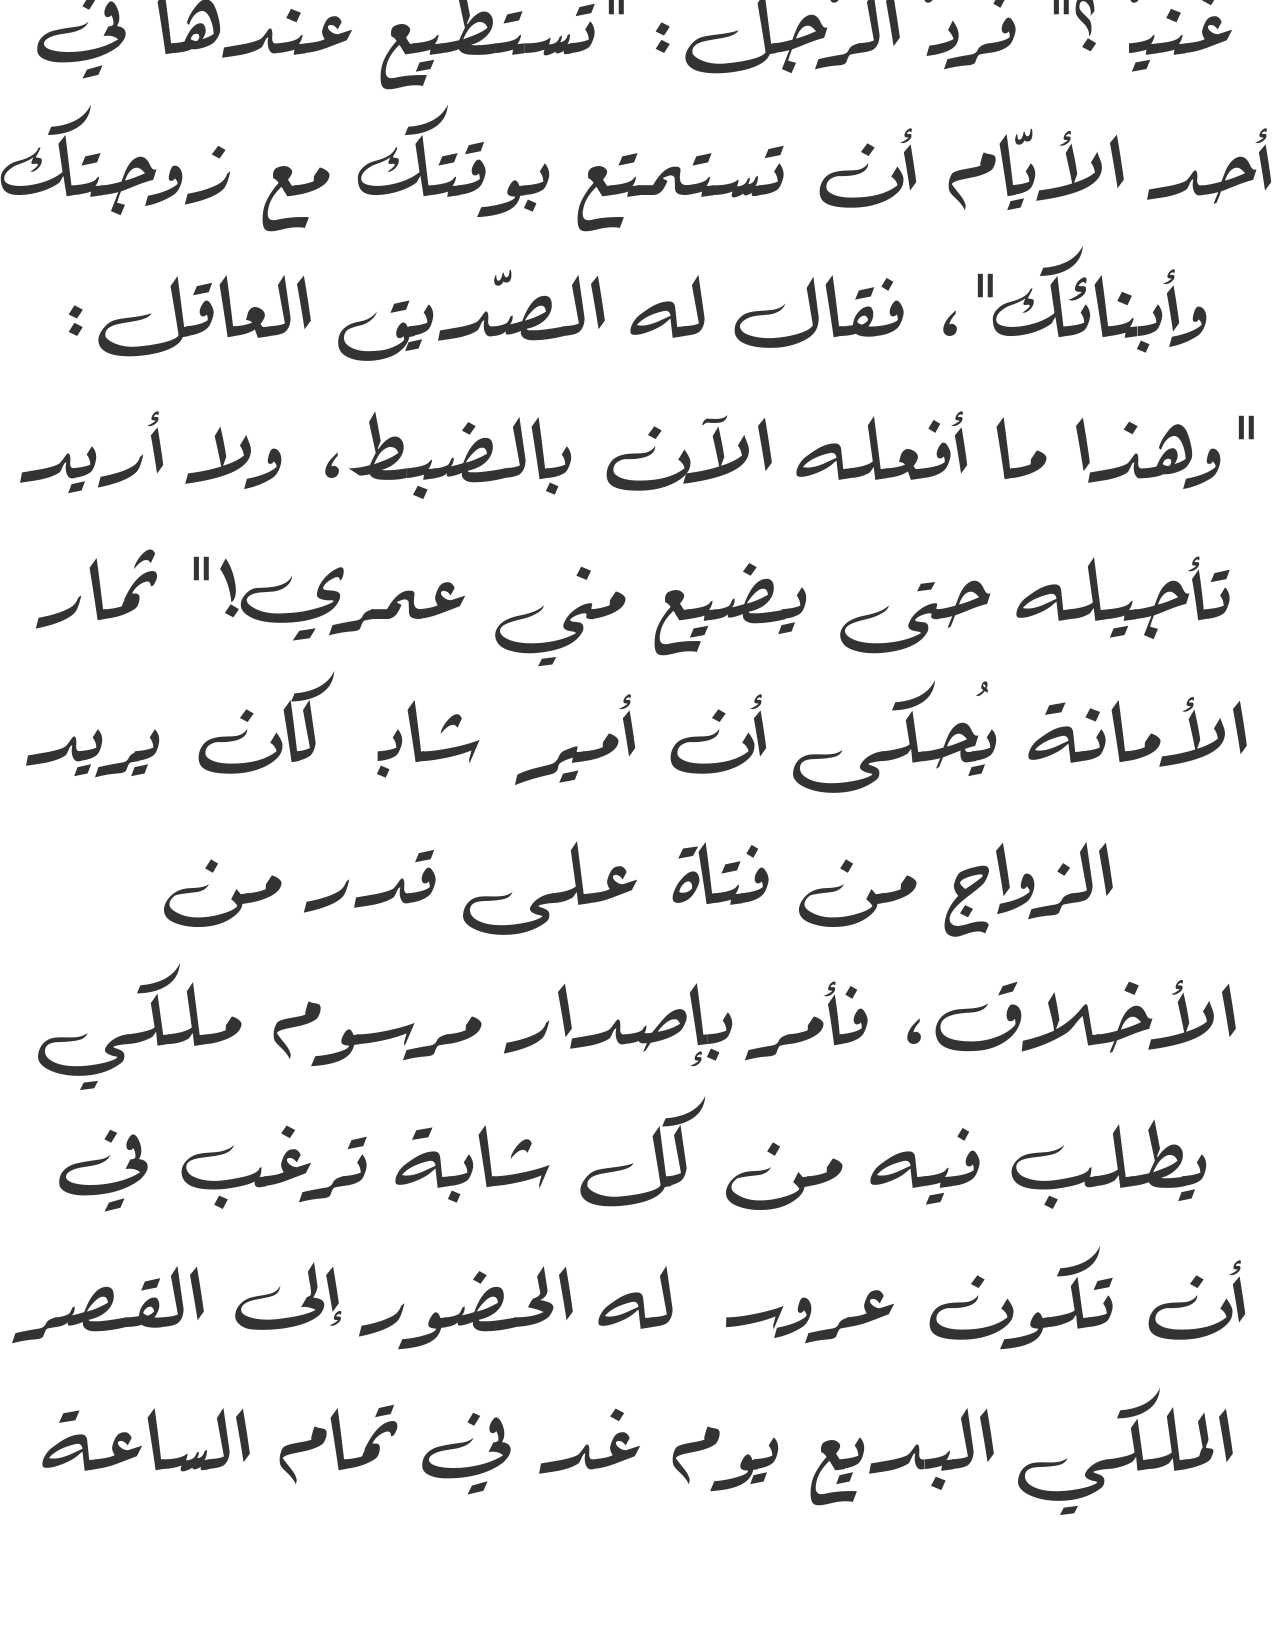 غنيّ؟" فردّ الرّجل: "تستطيع عندها في
أحد الأيّام أن تستمتع بوقتك مع زوجتك
وأبنائك"، فقال له الصّديق العاقل:
"وهذا ما أفعله الآن بالضبط، ولا أريد
تأجيله حتى يضيع مني عمري!" ثمار
الأمانة يُحكى أن أمير شاب كان يريد
الزواج من فتاة على قدر من
الأخلاق، فأمر بإصدار مرسوم ملكي
يطلب فيه من كل شابة ترغب في
أن تكون عروس له الحضور إلى القصر
الملكي البديع يوم غد في تمام الساعة